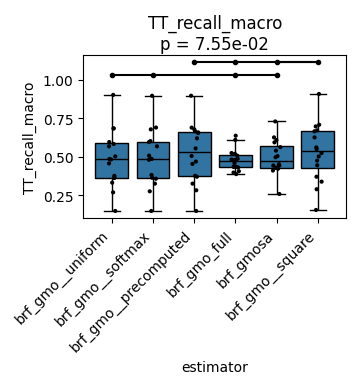 TT_recall_macro
p = 7.55e-02
TT_recall_macro
1.00
0.75
0.50
0.25
brf_gmo__uniform
brf_gmo__softmax
brf_gmo__precomputed
brf_gmo_full
brf_gmosa
brf_gmo__square
estimator